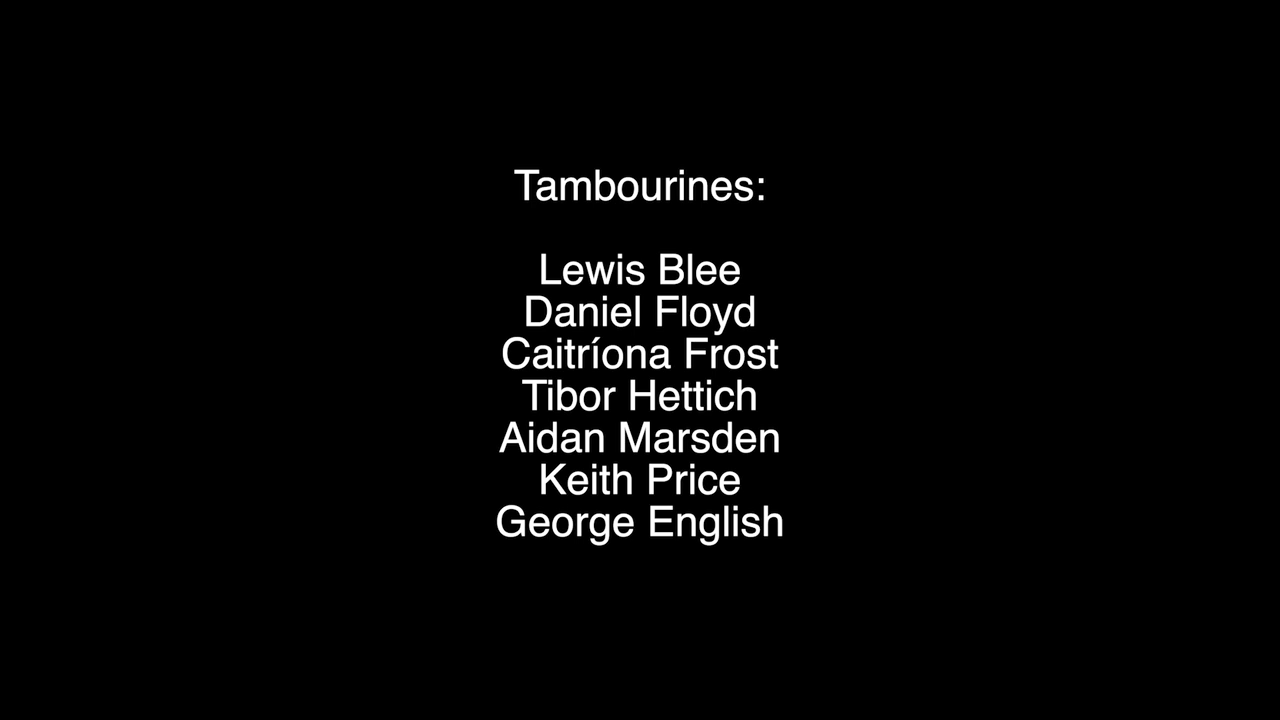 Tambourines:
Lewis Blee
Daniel Floyd
Caitríona Frost
Tibor Hettich
Aidan Marsden
Keith Price
George English